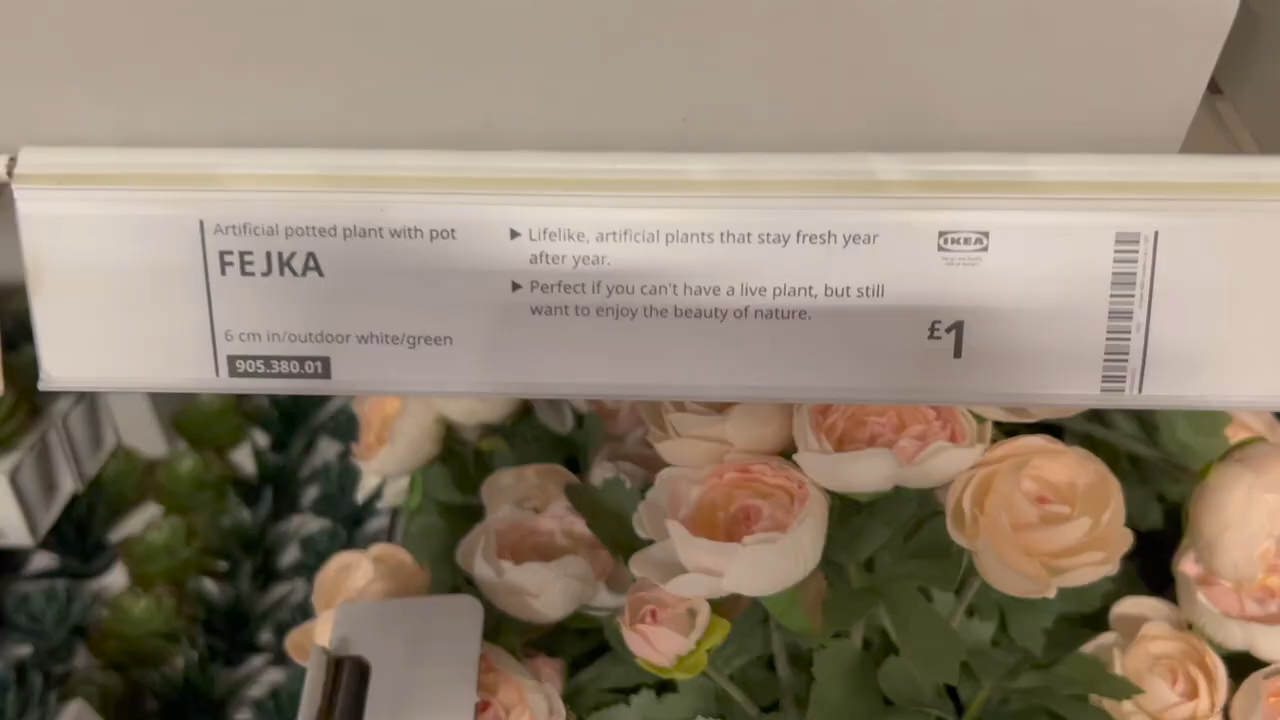 Artificial potted plant with pot
FEJKA
6 cm in/outdoor white/green
905.380.01
▶ Lifelike, artificial plants that stay fresh year
after year.
▶ Perfect if you can't have a live plant, but still
want to enjoy the beauty of nature.
IKEA
£1